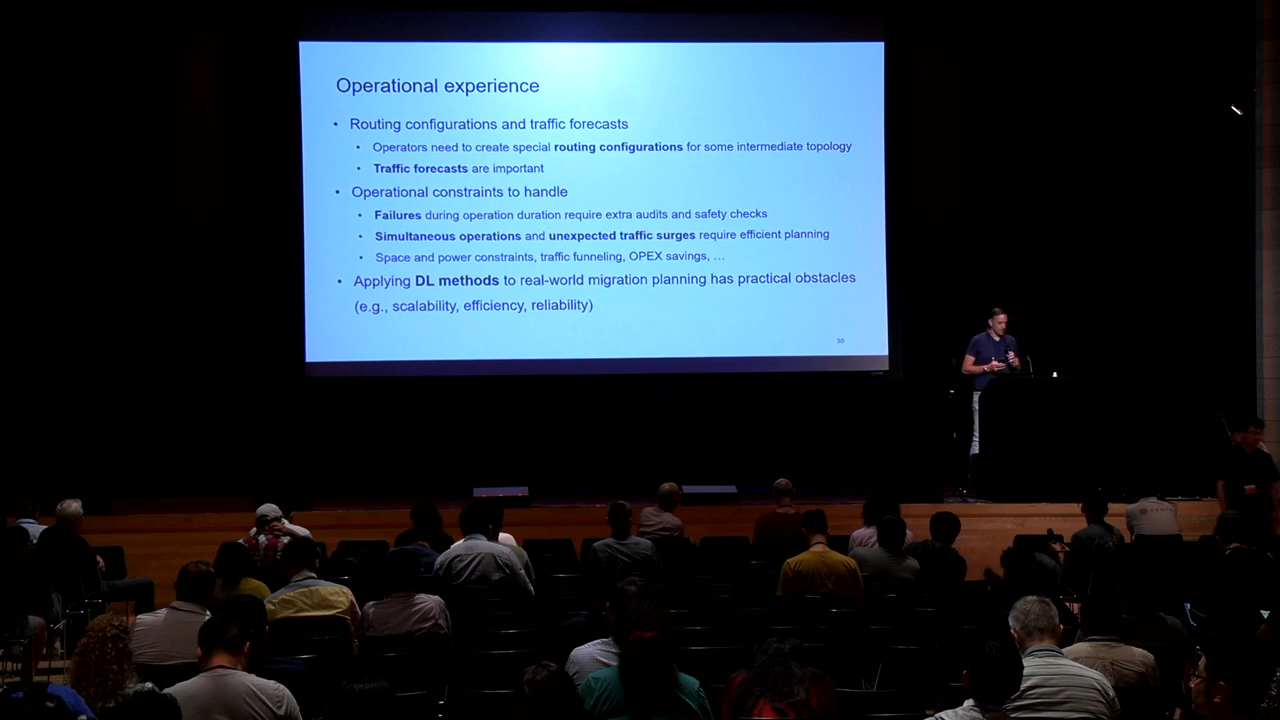 Operational experience
• Routing configurations and traffic forecasts
• Operators need to create special routing configurations for some intermediate topology
• Traffic forecasts are important
• Operational constraints to handle
• Failures during operation duration require extra audits and safety checks
• Simultaneous operations and unexpected traffic surges require efficient planning
• Space and power constraints, traffic funneling, OPEX savings, …
• Applying DL methods to real-world migration planning has practical obstacles
(e.g., scalability, efficiency, reliability)
30